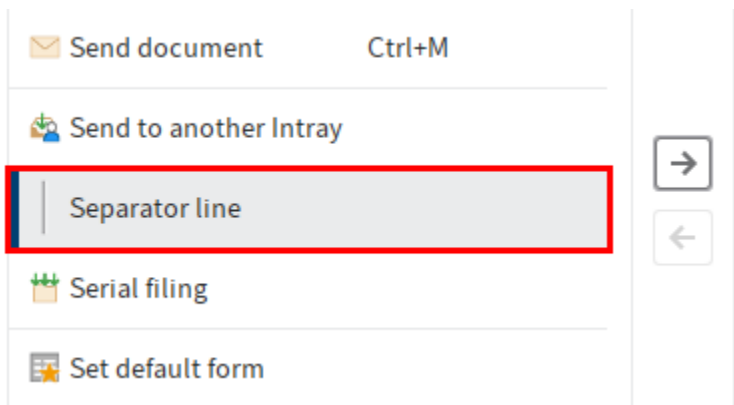 Send document Ctrl+M
Send to another Intray
Separator line
Serial filing
Set default form